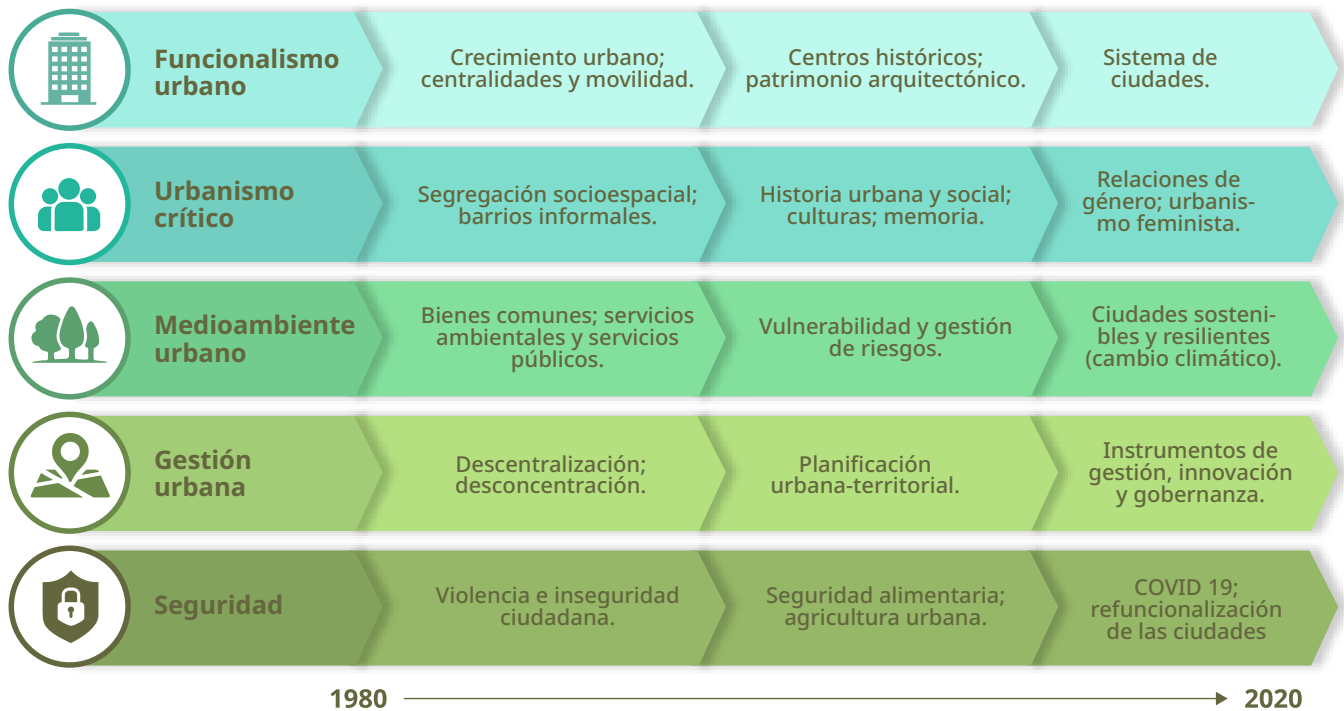 Funcionalismo
urbano
Crecimiento urbano;
centralidades y movilidad.
Centros históricos;
patrimonio arquitectónico.
Sistema de
ciudades.
Urbanismo
crítico
Segregación socioespacial;
barrios informales.
Historia urbana y social;
culturas; memoria.
Relaciones de
género; urbanis-
mo feminista.
Medioambiente
urbano
Bienes comunes; servicios
ambientales y servicios
públicos.
Vulnerabilidad y gestión
de riesgos.
Ciudades sosteni-
bles y resilientes
(cambio climático).
Gestión
urbana
Descentralización;
desconcentración.
Planificación
urbana-territorial.
Instrumentos de
gestión, innovación
y gobernanza.
Seguridad
Violencia e inseguridad
ciudadana.
Seguridad alimentaria;
agricultura urbana.
COVID 19;
refuncionalización
de las ciudades
1980
2020